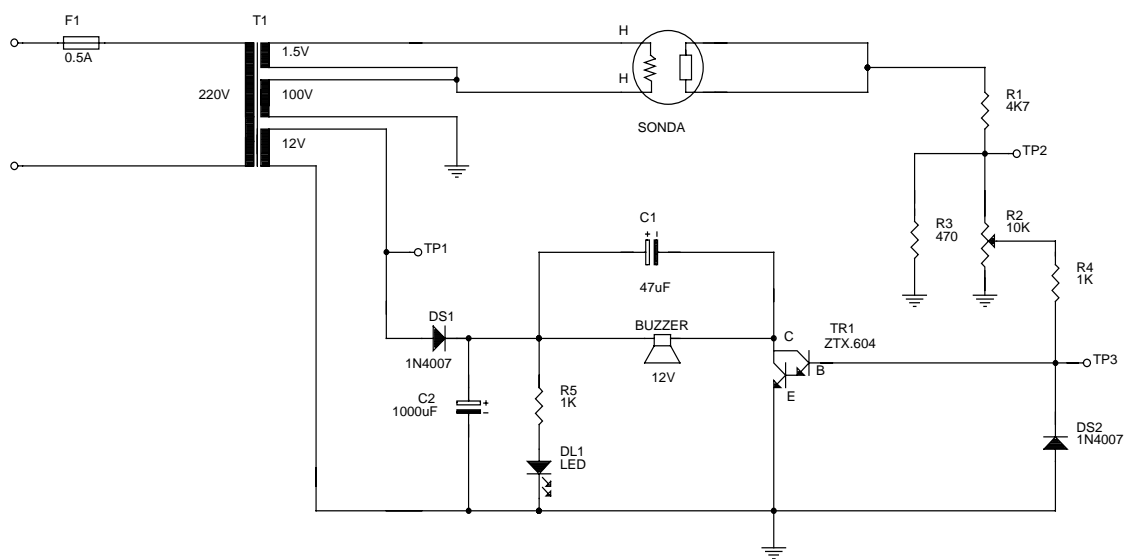 F1
0.5A
T1
220V
1.5V
100V
12V
H
H
SONDA
R1
4K7
TP2
R3
470
R2
10K
R4
1K
TP1
C1
+ -
47uF
DS1
1N4007
BUZZER
12V
C
B
E
TR1
ZTX.604
TP3
C2
1000uF
+
-
R5
1K
DL1
LED
DS2
1N4007